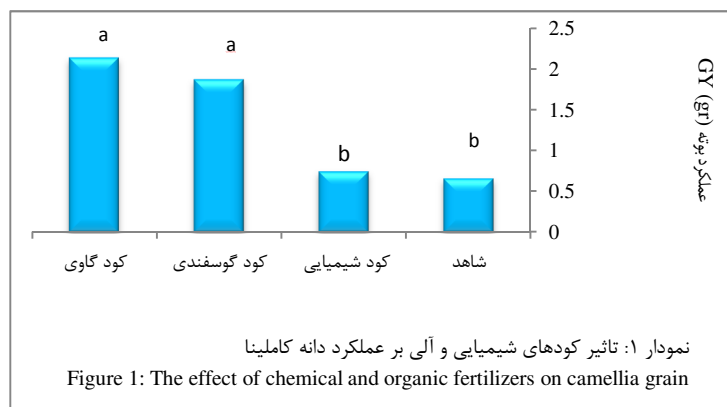 a
a
b
b
2.5
2
1.5
1
0.5
0
GY (gr) عملکرد بوته
شاهد
کود شیمیایی
کود گوسفندی
کود گاوی
نمودار ۱: تاثیر کودهای شیمیایی و آلی بر عملکرد دانه کاملینا
Figure 1: The effect of chemical and organic fertilizers on camellia grain